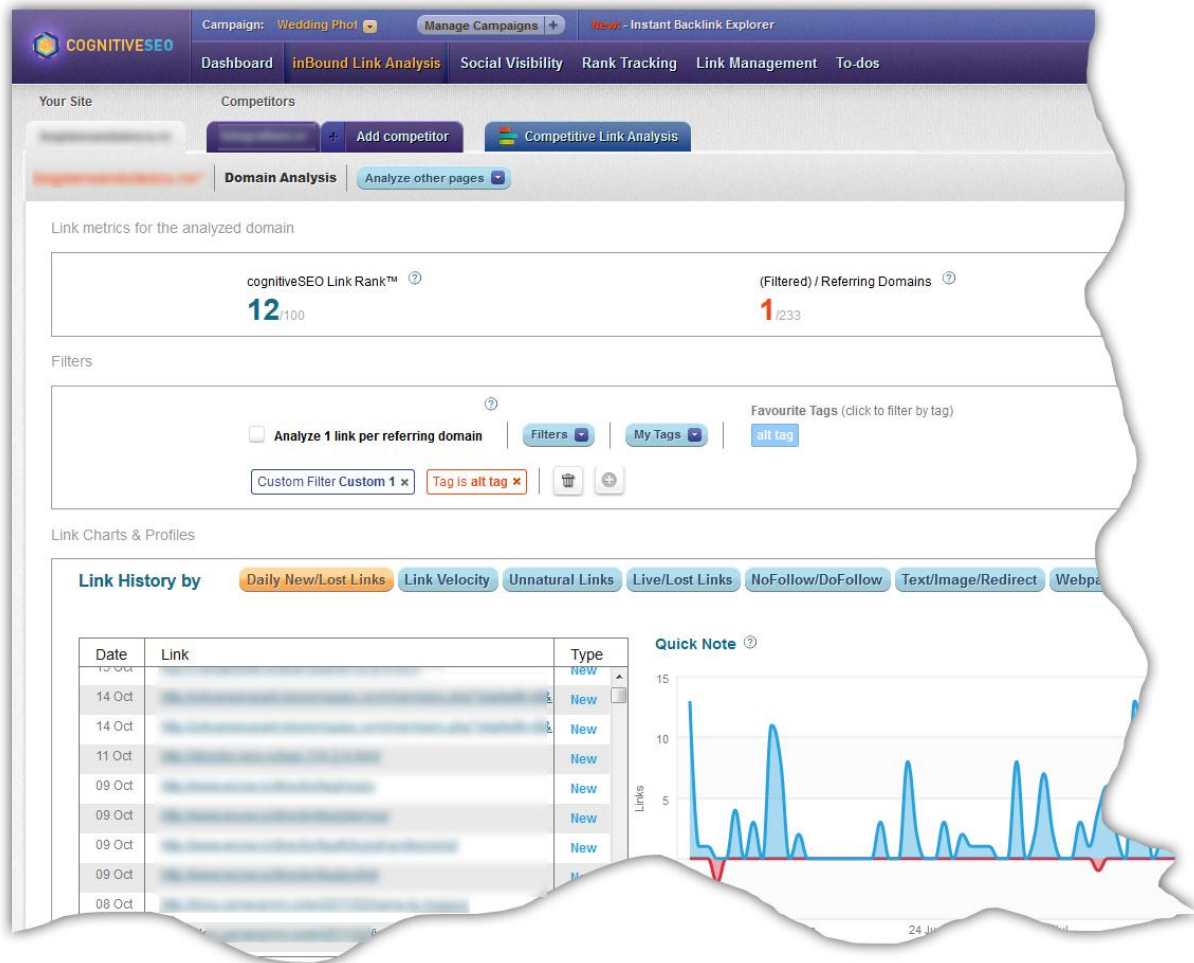 COGNITIVESEO
Campaign: Wedding Phot Manage Campaigns + New! - Instant Backlink Explorer
Dashboard inBound Link Analysis Social Visibility Rank Tracking Link Management To-dos
Your Site Competitors
+ Add competitor Competitive Link Analysis
Domain Analysis Analyze other pages
Link metrics for the analyzed domain
cognitiveSEO Link Rank™ ? (Filtered) / Referring Domains ?
12/100 1/233
Filters
?
Favourite Tags (click to filter by tag)
Analyze 1 link per referring domain Filters My Tags alt tag
Custom Filter Custom 1 × Tag is alt tag ×
Link Charts & Profiles
Link History by Daily New/Lost Links Link Velocity Unnatural Links Live/Lost Links NoFollow/DoFollow Text/Image/Redirect
Quick Note ?
Date Link Type
New
14 Oct New
14 Oct New
11 Oct New
09 Oct New
09 Oct New
09 Oct New
09 Oct
08 Oct
15
10
5
Links